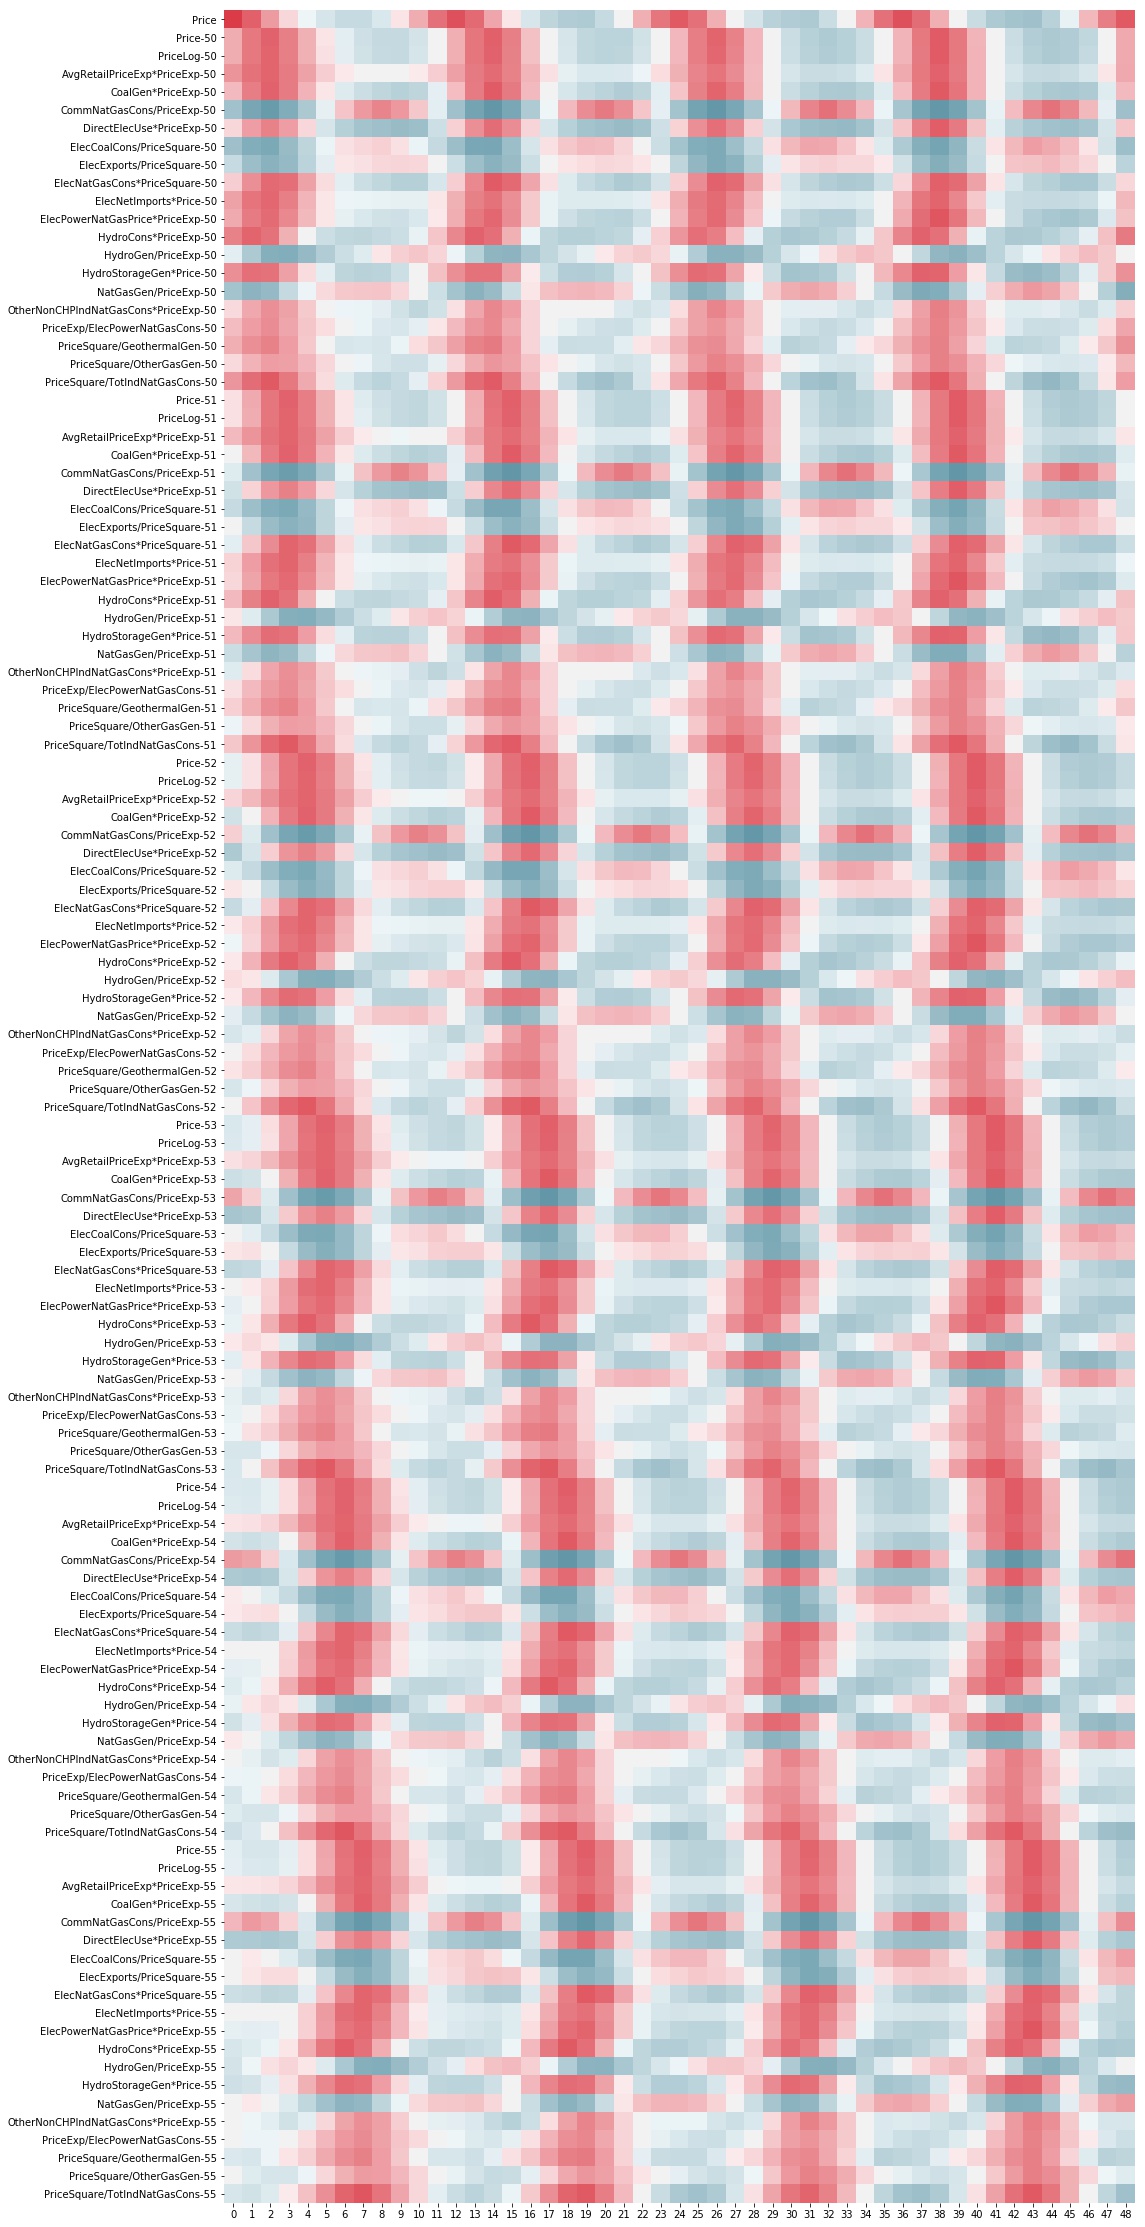 Price
Price-50
PriceLog-50
AvgRetailPriceExp*PriceExp-50
CoalGen*PriceExp-50
CommNatGasCons/PriceExp-50
DirectElecUse*PriceExp-50
ElecCoalCons/PriceSquare-50
ElecExports/PriceSquare-50
ElecNatGasCons*PriceSquare-50
ElecNetImports*Price-50
ElecPowerNatGasPrice*PriceExp-50
HydroCons*PriceExp-50
HydroGen/PriceExp-50
HydroStorageGen*Price-50
NatGasGen/PriceExp-50
OtherNonCHPIndNatGasCons*PriceExp-50
PriceExp/ElecPowerNatGasCons-50
PriceSquare/GeothermalGen-50
PriceSquare/OtherGasGen-50
PriceSquare/TotIndNatGasCons-50
Price-51
PriceLog-51
AvgRetailPriceExp*PriceExp-51
CoalGen*PriceExp-51
CommNatGasCons/PriceExp-51
DirectElecUse*PriceExp-51
ElecCoalCons/PriceSquare-51
ElecExports/PriceSquare-51
ElecNatGasCons*PriceSquare-51
ElecNetImports*Price-51
ElecPowerNatGasPrice*PriceExp-51
HydroCons*PriceExp-51
HydroGen/PriceExp-51
HydroStorageGen*Price-51
NatGasGen/PriceExp-51
OtherNonCHPIndNatGasCons*PriceExp-51
PriceExp/ElecPowerNatGasCons-51
PriceSquare/GeothermalGen-51
PriceSquare/OtherGasGen-51
PriceSquare/TotIndNatGasCons-51
Price-52
PriceLog-52
AvgRetailPriceExp*PriceExp-52
CoalGen*PriceExp-52
CommNatGasCons/PriceExp-52
DirectElecUse*PriceExp-52
ElecCoalCons/PriceSquare-52
ElecExports/PriceSquare-52
ElecNatGasCons*PriceSquare-52
ElecNetImports*Price-52
ElecPowerNatGasPrice*PriceExp-52
HydroCons*PriceExp-52
HydroGen/PriceExp-52
HydroStorageGen*Price-52
NatGasGen/PriceExp-52
OtherNonCHPIndNatGasCons*PriceExp-52
PriceExp/ElecPowerNatGasCons-52
PriceSquare/GeothermalGen-52
PriceSquare/OtherGasGen-52
PriceSquare/TotIndNatGasCons-52
Price-53
PriceLog-53
AvgRetailPriceExp*PriceExp-53
CoalGen*PriceExp-53
CommNatGasCons/PriceExp-53
DirectElecUse*PriceExp-53
ElecCoalCons/PriceSquare-53
ElecExports/PriceSquare-53
ElecNatGasCons*PriceSquare-53
ElecNetImports*Price-53
ElecPowerNatGasPrice*PriceExp-53
HydroCons*PriceExp-53
HydroGen/PriceExp-53
HydroStorageGen*Price-53
NatGasGen/PriceExp-53
OtherNonCHPIndNatGasCons*PriceExp-53
PriceExp/ElecPowerNatGasCons-53
PriceSquare/GeothermalGen-53
PriceSquare/OtherGasGen-53
PriceSquare/TotIndNatGasCons-53
Price-54
PriceLog-54
AvgRetailPriceExp*PriceExp-54
CoalGen*PriceExp-54
CommNatGasCons/PriceExp-54
DirectElecUse*PriceExp-54
ElecCoalCons/PriceSquare-54
ElecExports/PriceSquare-54
ElecNatGasCons*PriceSquare-54
ElecNetImports*Price-54
ElecPowerNatGasPrice*PriceExp-54
HydroCons*PriceExp-54
HydroGen/PriceExp-54
HydroStorageGen*Price-54
NatGasGen/PriceExp-54
OtherNonCHPIndNatGasCons*PriceExp-54
PriceExp/ElecPowerNatGasCons-54
PriceSquare/GeothermalGen-54
PriceSquare/OtherGasGen-54
PriceSquare/TotIndNatGasCons-54
Price-55
PriceLog-55
AvgRetailPriceExp*PriceExp-55
CoalGen*PriceExp-55
CommNatGasCons/PriceExp-55
DirectElecUse*PriceExp-55
ElecCoalCons/PriceSquare-55
ElecExports/PriceSquare-55
ElecNatGasCons*PriceSquare-55
ElecNetImports*Price-55
ElecPowerNatGasPrice*PriceExp-55
HydroCons*PriceExp-55
HydroGen/PriceExp-55
HydroStorageGen*Price-55
NatGasGen/PriceExp-55
OtherNonCHPIndNatGasCons*PriceExp-55
PriceExp/ElecPowerNatGasCons-55
PriceSquare/GeothermalGen-55
PriceSquare/OtherGasGen-55
PriceSquare/TotIndNatGasCons-55
0 1 2 3 4 5 6 7 8 9 10 11 12 13 14 15 16 17 18 19 20 21 22 23 24 25 26 27 28 29 30 31 32 33 34 35 36 37 38 39 40 41 42 43 44 45 46 47 48